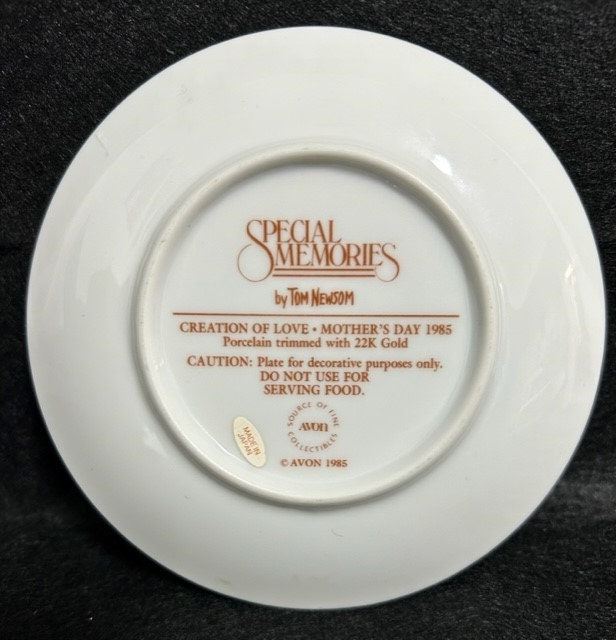 SPECIAL
MEMORIES
by TOM NEWSOM
CREATION OF LOVE • MOTHER'S DAY 1985
Porcelain trimmed with 22K Gold
CAUTION: Plate for decorative purposes only.
DO NOT USE FOR
SERVING FOOD.
SOURCE OF FINE
AVON
COLLECTIBLES
MADE IN
JAPAN
© AVON 1985